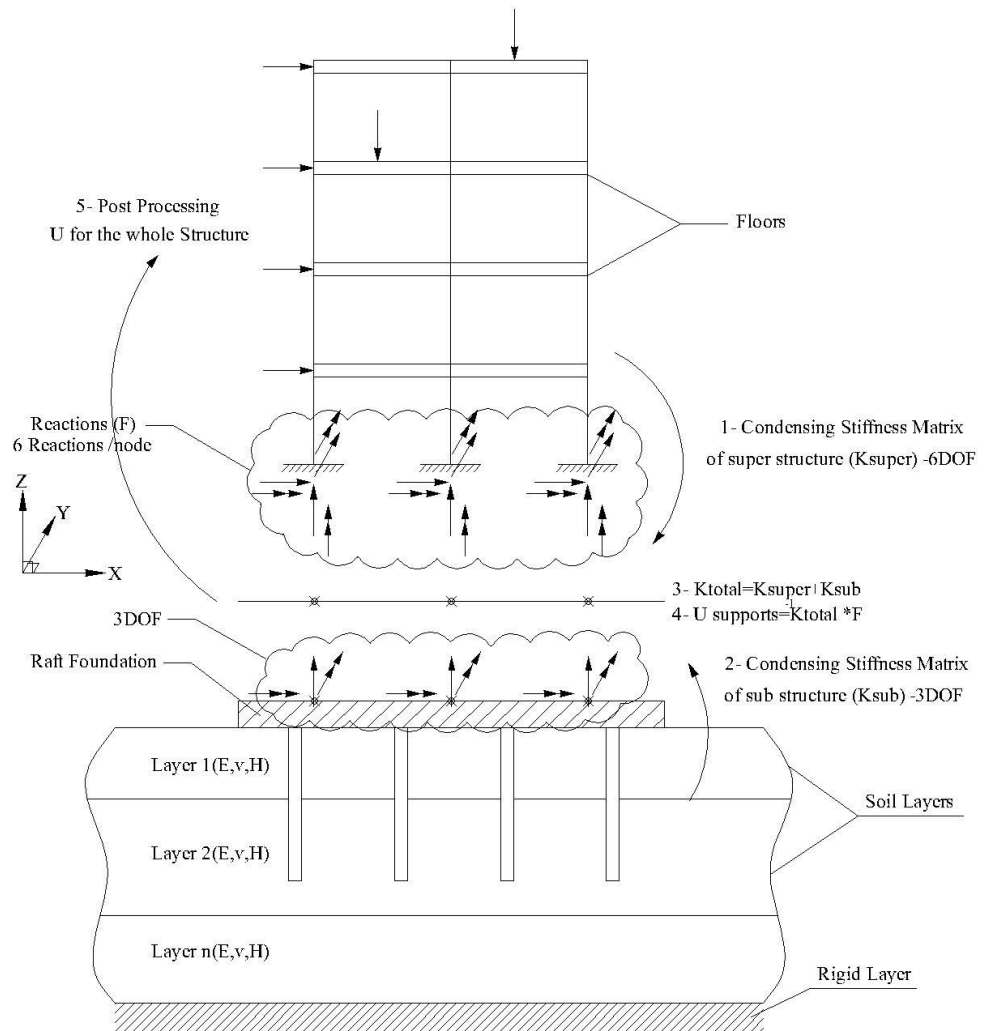 5- Post Processing
U for the whole Structure
Floors
Reactions (F)
6 Reactions /node
1- Condensing Stiffness Matrix
of super structure (Ksuper) -6DOF
Z
Y
X
3- Ktotal=Ksuper+Ksub
4- U supports=Ktotal *F
3DOF
Raft Foundation
2- Condensing Stiffness Matrix
of sub structure (Ksub) -3DOF
Layer 1(E,v,H)
Soil Layers
Layer 2(E,v,H)
Layer n(E,v,H)
Rigid Layer